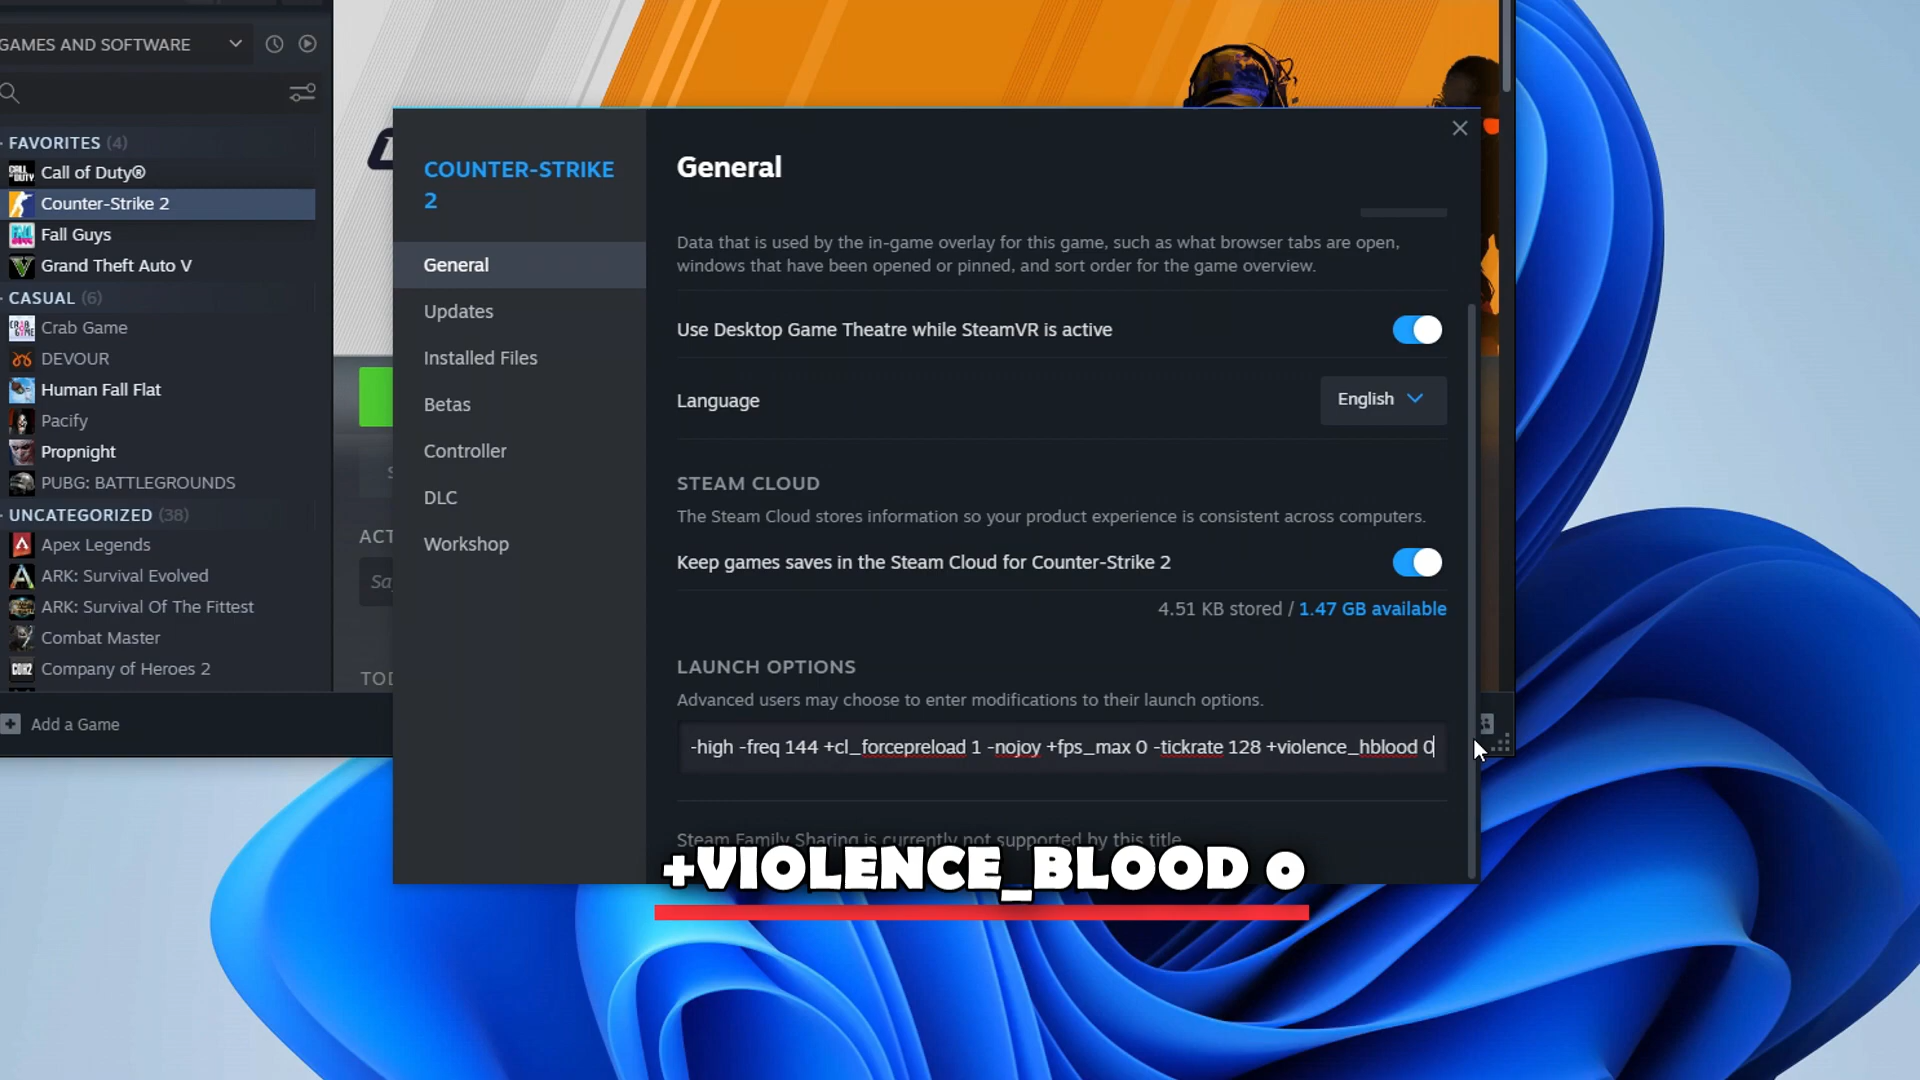 GAMES AND SOFTWARE
FAVORITES (4)
Call of Duty®
Counter-Strike 2
Fall Guys
Grand Theft Auto V
CASUAL (6)
Crab Game
DEVOUR
Human Fall Flat
Pacify
Propnight
PUBG: BATTLEGROUNDS
UNCATEGORIZED (38)
Apex Legends
ARK: Survival Evolved
ARK: Survival Of The Fittest
Combat Master
Company of Heroes 2
Add a Game
COUNTER-STRIKE
2
General
Updates
Installed Files
Betas
Controller
DLC
Workshop
General
Data that is used by the in-game overlay for this game, such as what browser tabs are open,
windows that have been opened or pinned, and sort order for the game overview.
Use Desktop Game Theatre while SteamVR is active
Language
English
STEAM CLOUD
The Steam Cloud stores information so your product experience is consistent across computers.
Keep games saves in the Steam Cloud for Counter-Strike 2
4.51 KB stored / 1.47 GB available
LAUNCH OPTIONS
Advanced users may choose to enter modifications to their launch options.
-high -freq 144 +cl_forcepreload 1 -nojoy +fps_max 0 -tickrate 128 +violence_hblood 0
Steam Family Sharing is currently not supported by this title
+VIOLENCE_BLOOD 0